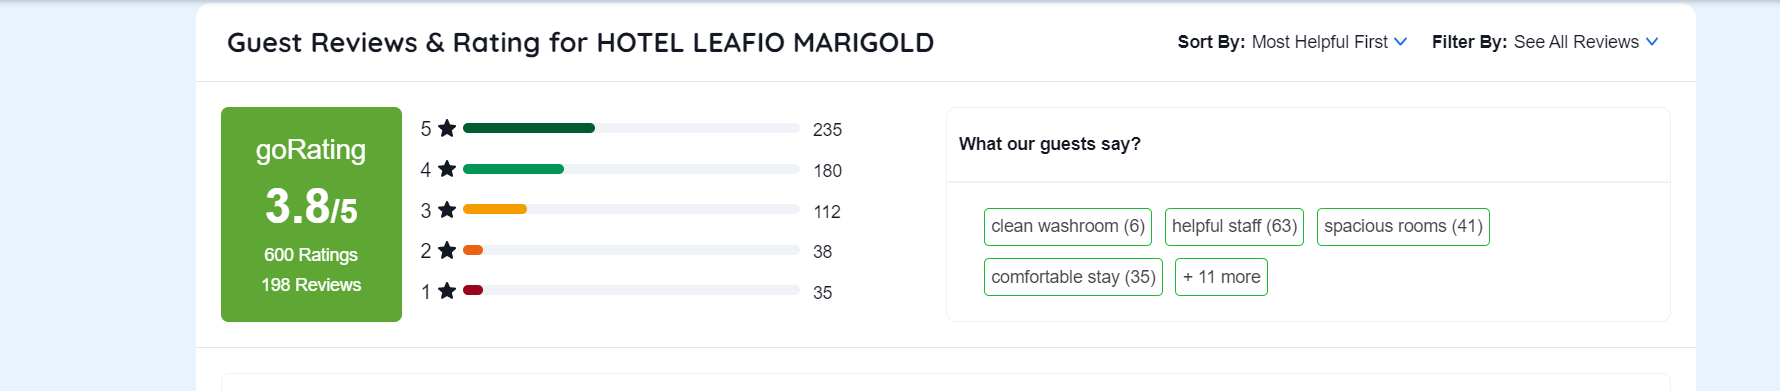 Guest Reviews & Rating for HOTEL LEAFIO MARIGOLD
Sort By: Most Helpful First
Filter By: See All Reviews
goRating
3.8/5
600 Ratings
198 Reviews
5 ★ 235
4 ★ 180
3 ★ 112
2 ★ 38
1 ★ 35
What our guests say?
clean washroom (6)
helpful staff (63)
spacious rooms (41)
comfortable stay (35)
+ 11 more